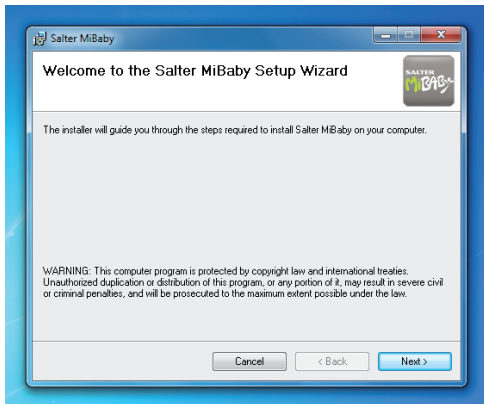 Salter MiBaby
Welcome to the Salter MiBaby Setup Wizard
SALTER
MiBABY
The installer will guide you through the steps required to install Salter MiBaby on your computer.
WARNING: This computer program is protected by copyright law and international treaties.
Unauthorized duplication or distribution of this program, or any portion of it, may result in severe civil
or criminal penalties, and will be prosecuted to the maximum extent possible under the law.
Cancel
< Back
Next >